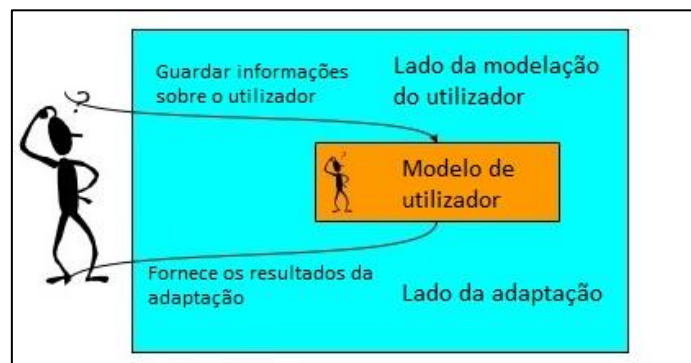 Guardar informações
sobre o utilizador
Lado da modelação
do utilizador
?
?
Modelo de
utilizador
Fornece os resultados da
adaptação
Lado da adaptação